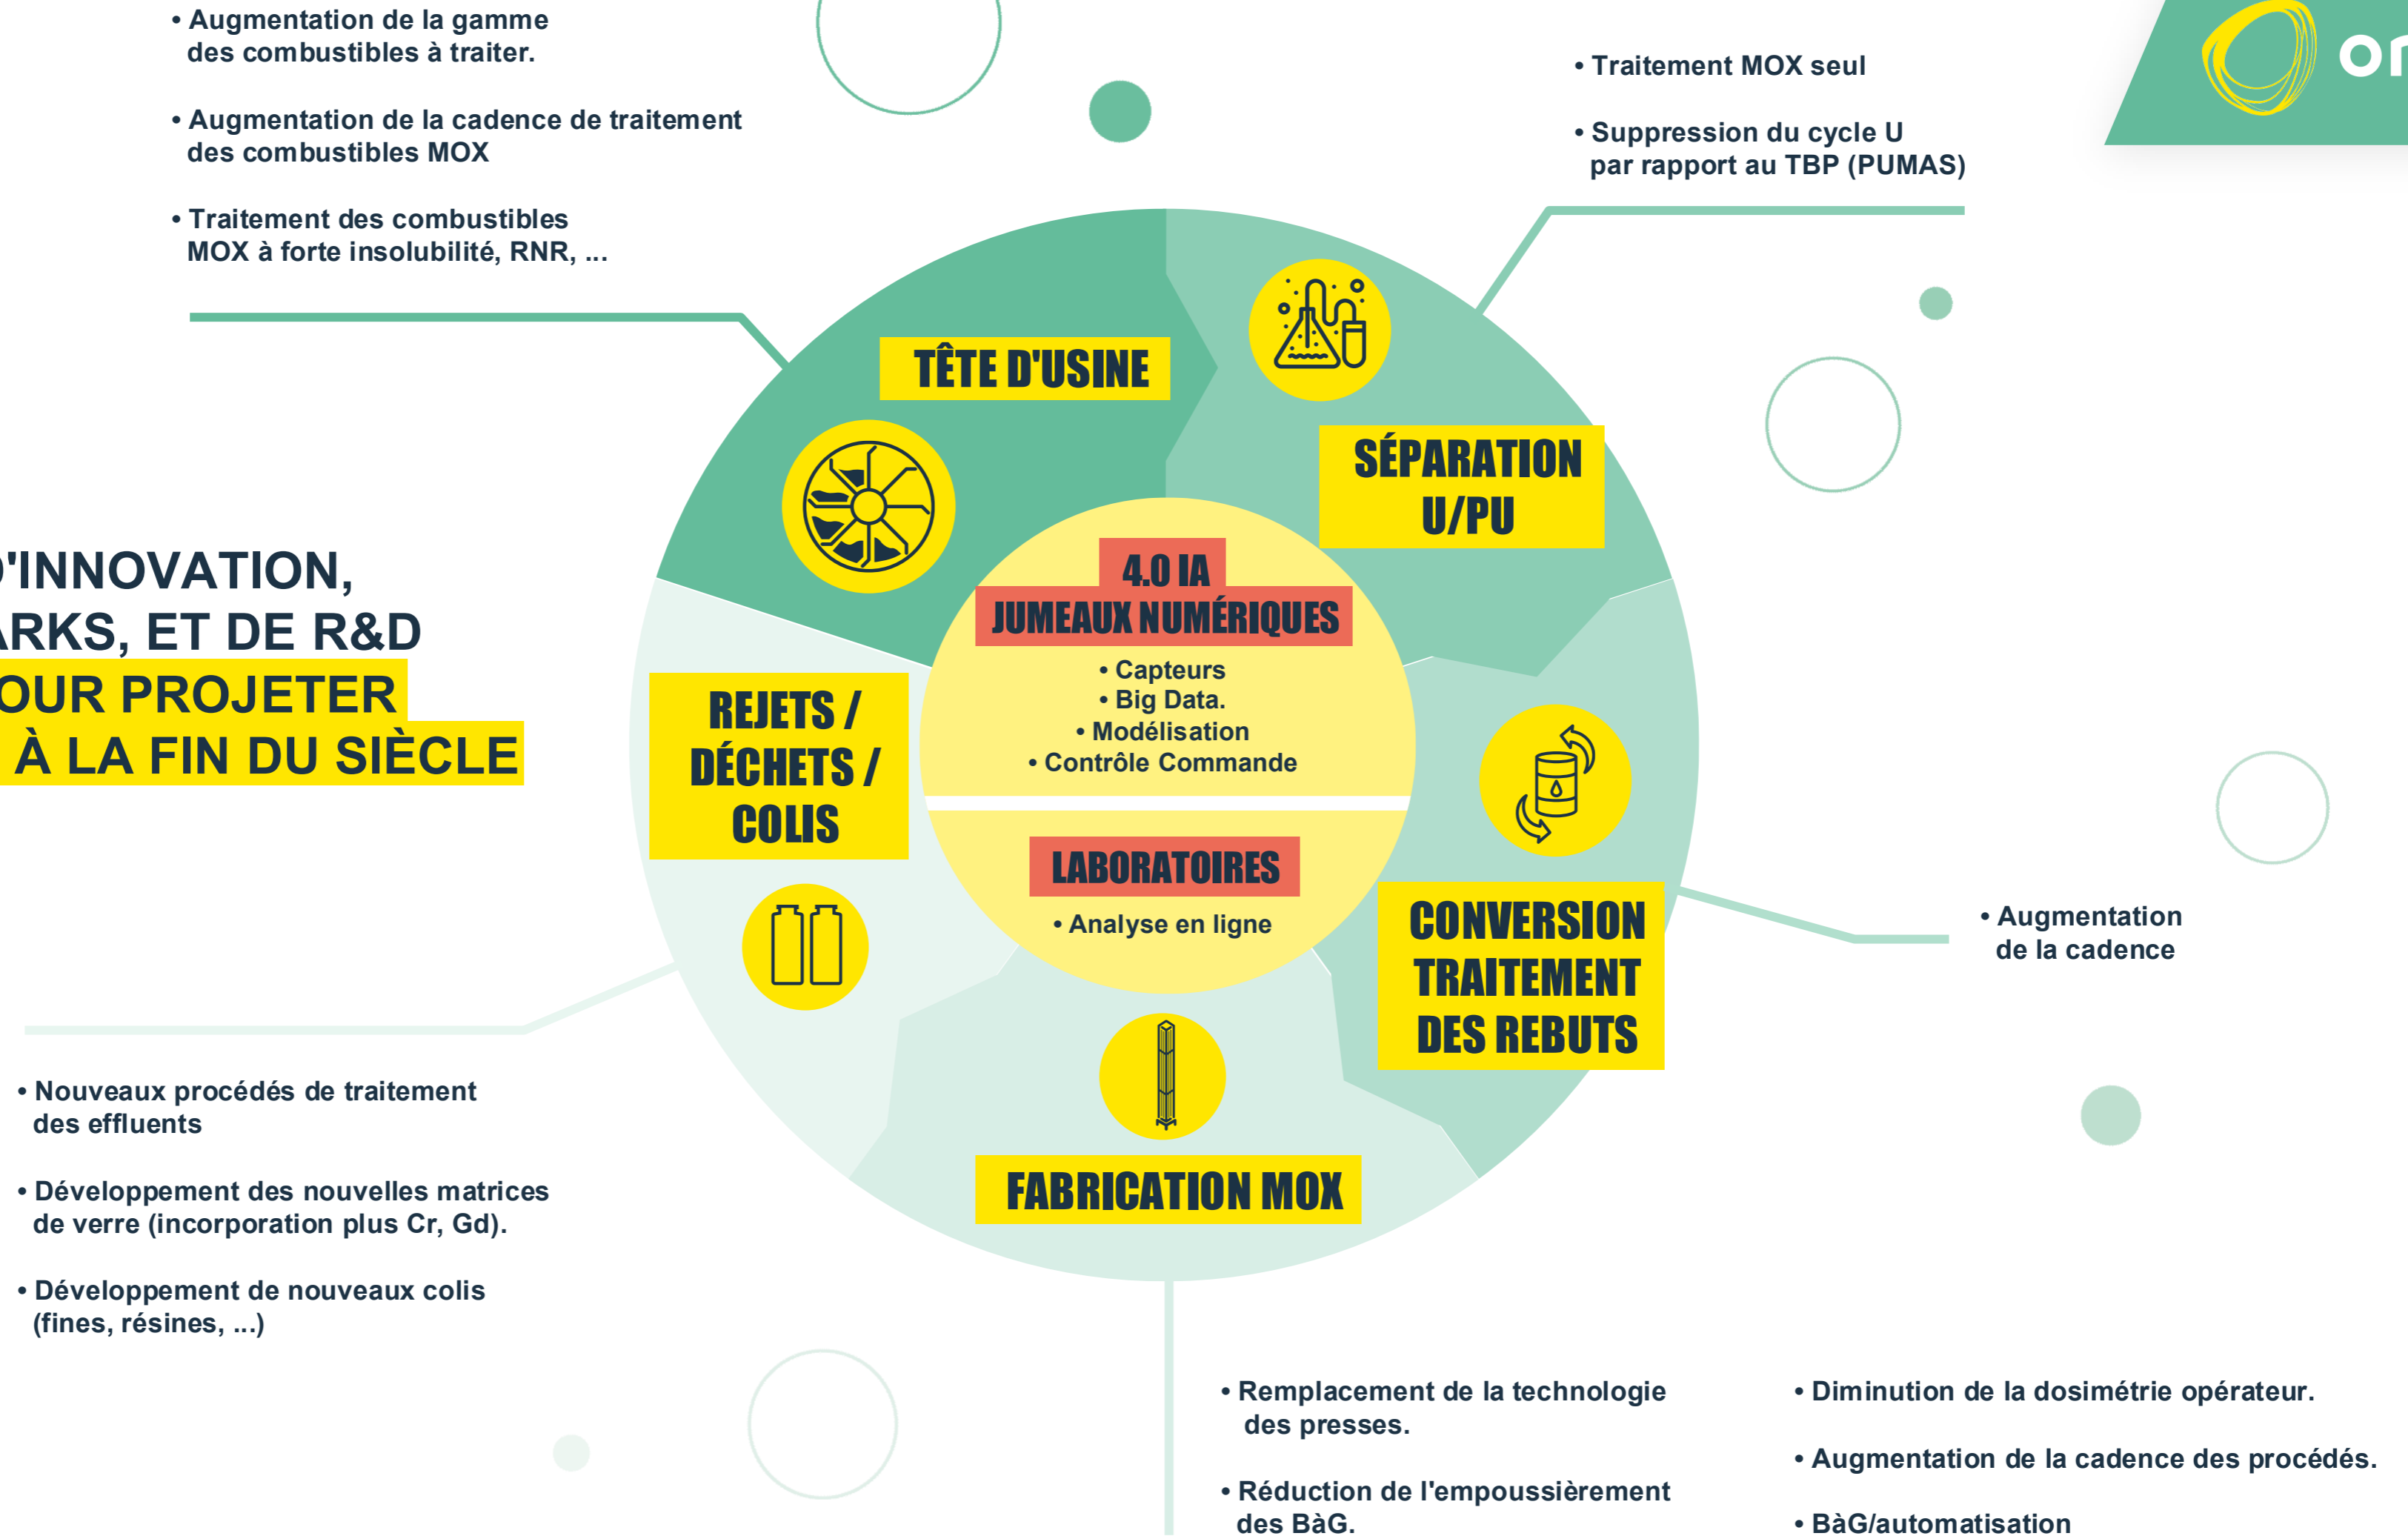 • Augmentation de la gamme
des combustibles à traiter.
• Augmentation de la cadence de traitement
des combustibles MOX
• Traitement des combustibles
MOX à forte insolubilité, RNR, ...
• Traitement MOX seul
• Suppression du cycle U
par rapport au TBP (PUMAS)
TÊTE D'USINE
SÉPARATION
U/PU
D'INNOVATION,
ARKS, ET DE R&D
OUR PROJETER
À LA FIN DU SIÈCLE
4.0 IA
JUMEAUX NUMÉRIQUES
• Capteurs
• Big Data.
• Modélisation
• Contrôle Commande
LABORATOIRES
• Analyse en ligne
REJETS /
DÉCHETS /
COLIS
CONVERSION
TRAITEMENT
DES REBUTS
• Augmentation
de la cadence
FABRICATION MOX
• Nouveaux procédés de traitement
des effluents
• Développement des nouvelles matrices
de verre (incorporation plus Cr, Gd).
• Développement de nouveaux colis
(fines, résines, ...)
• Remplacement de la technologie
des presses.
• Réduction de l'empoussièrement
des BàG.
• Diminution de la dosimétrie opérateur.
• Augmentation de la cadence des procédés.
• BàG/automatisation